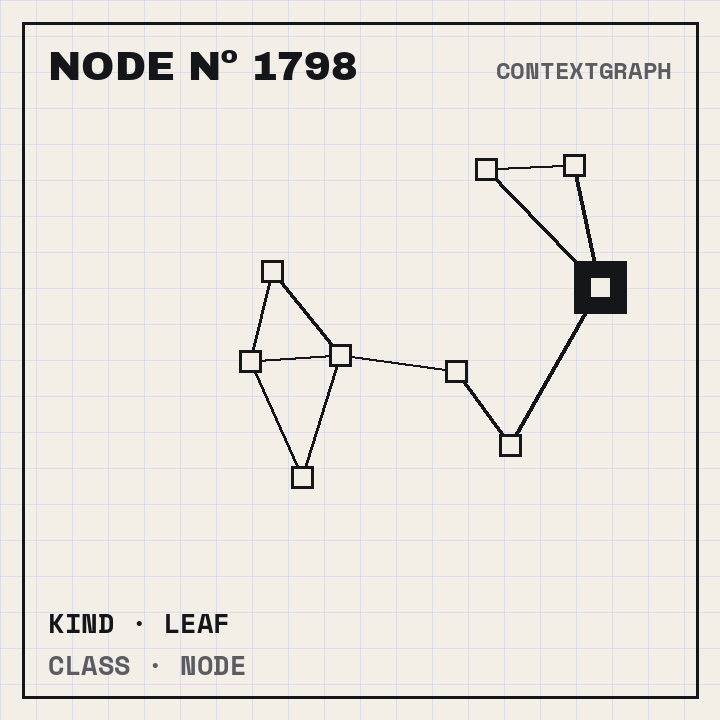 NODE Nº 1798
CONTEXTGRAPH
KIND · LEAF
CLASS · NODE